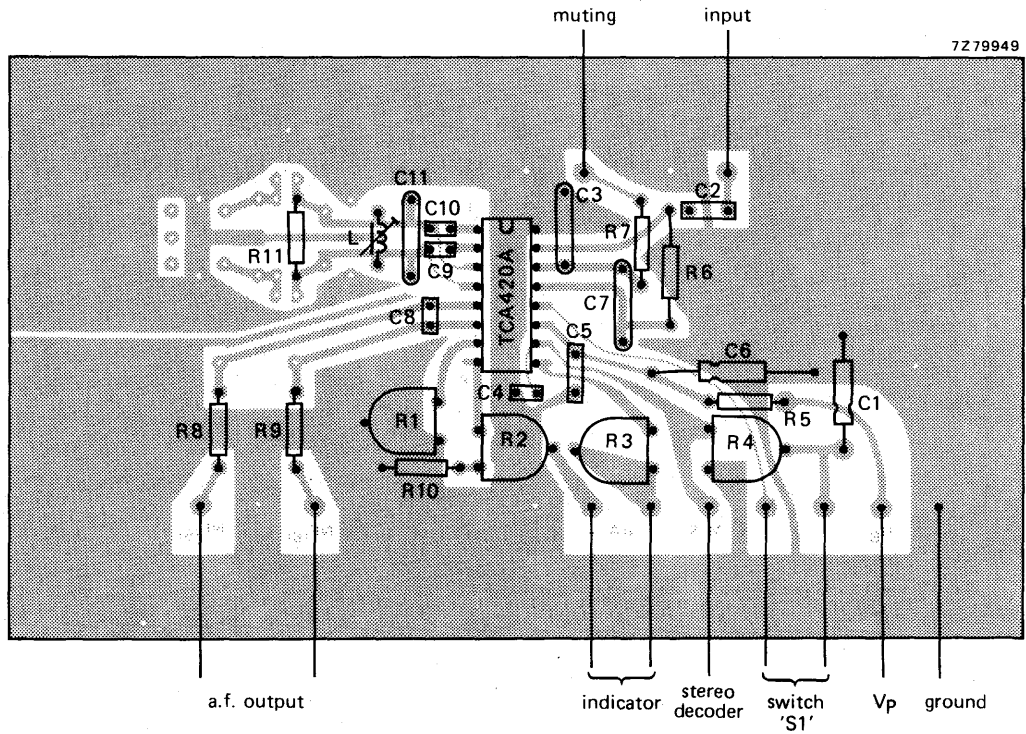 muting input
7Z79949
C11
C3
C2
C10
R7
L
R11
C9
R6
TCA420A
C7
C8
C5
C6
C4
C1
R5
R8
R9
R1
R2
R3
R4
R10
a.f. output
indicator
stereo
decoder
switch
'S1'
Vp
ground